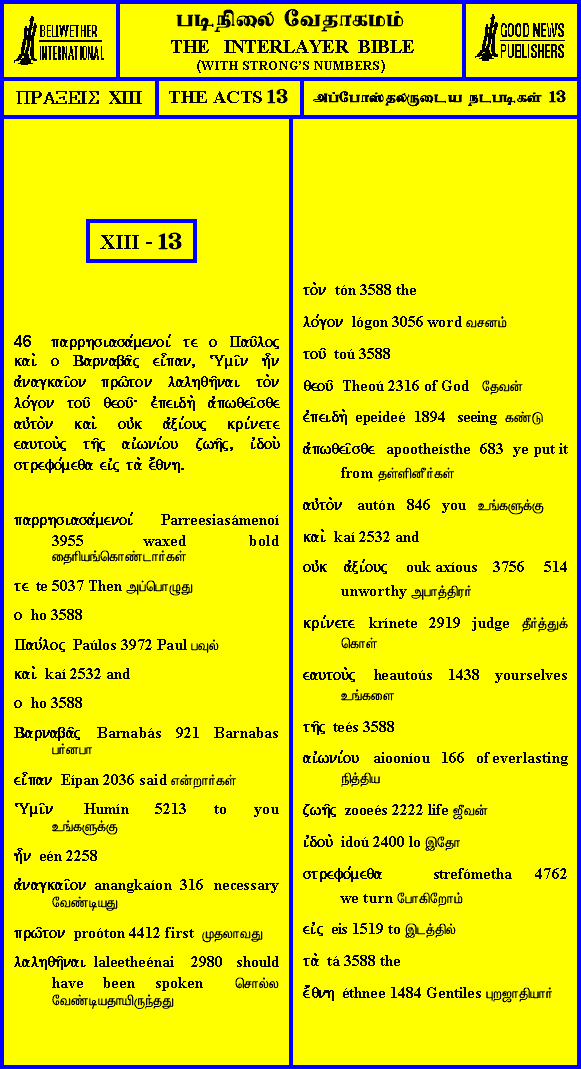 BELLWETHER
INTERNATIONAL
படிநிலை வேதாகமம்
THE INTERLAYER BIBLE
(WITH STRONG'S NUMBERS)
GOOD NEWS
PUBLISHERS
ΠΡΑΞΕΙΣ XIII
THE ACTS 13
அப்போஸ்தலருடைய நடபடிகள் 13
XIII - 13
46 παρρησιασάμενοί τε ο Παῦλος
καὶ ο Βαρναβᾶς εἶπαν, Ὑμῖν ἦν
ἀναγκαῖον πρῶτον λαληθῆναι τὸν
λόγον τοῦ θεοῦ· ἐπειδὴ ἀπωθεῖσθε
αὐτὸν καὶ οὐκ ἀξίους κρίνετε
εαυτοὺς τῆς αἰωνίου ζωῆς, ἰδοὺ
στρεφόμεθα εἰς τὰ ἔθνη.
παρρησιασάμενοί Parreesiasámenoí
3955 waxed bold
தைரியங்கொண்டார்கள்
τε te 5037 Then அப்பொழுது
ο ho 3588
Παύλος Paúlos 3972 Paul பவுல்
καὶ kaí 2532 and
ο ho 3588
Βαρναβᾶς Barnabás 921 Barnabas
பர்னபா
εἶπαν Eípan 2036 said என்றார்கள்
Ὑμῖν Humín 5213 to you
உங்களுக்கு
ἦν eén 2258
ἀναγκαῖον anangkaíon 316 necessary
வேண்டியது
πρῶτον proóton 4412 first முதலாவது
λαληθῆναι laleetheénai 2980 should
have been spoken சொல்ல
வேண்டியதாயிருந்தது
τὸν tón 3588 the
λόγον lógon 3056 word வசனம்
τοῦ toú 3588
θεοῦ Theoú 2316 of God தேவன்
ἐπειδὴ epeideé 1894 seeing கண்டு
ἀπωθεῖσθε apootheísthe 683 ye put it
from தள்ளினீர்கள்
αὐτὸν autón 846 you உங்களுக்கு
καὶ kaí 2532 and
οὐκ ἀξίους ouk axíous 3756 514
unworthy அபாத்திரர்
κρίνετε krínete 2919 judge தீர்த்துக்
கொள்
εαυτοὺς heautoús 1438 yourselves
உங்களை
τῆς teés 3588
αἰωνίου aiooníou 166 of everlasting
நித்திய
ζωῆς zooeés 2222 life ஜீவன்
ἰδοὺ idoú 2400 lo இதோ
στρεφόμεθα strefómetha 4762
we turn போகிறோம்
εἰς eis 1519 to இடத்தில்
τὰ tá 3588 the
ἔθνη éthnee 1484 Gentiles புறஜாதியார்